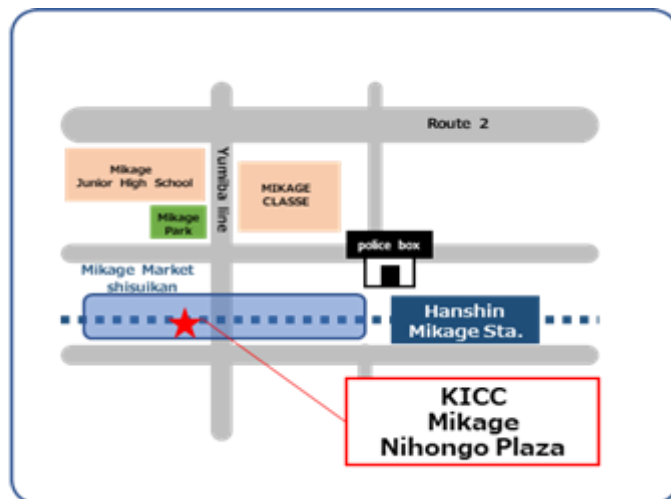 Route 2
Mikage
Junior High School
Yumiba line
MIKAGE
CLASSE
Mikage
Park
police box
Mikage Market
shisuikan
Hanshin
Mikage Sta.
KICC
Mikage
Nihongo Plaza